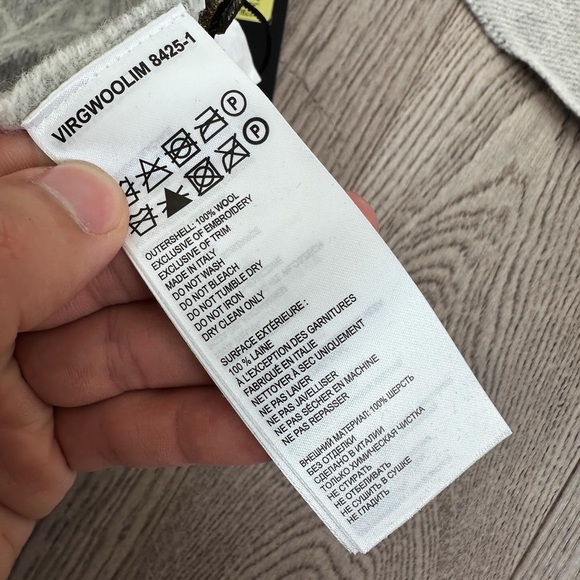 VIRGWOOLIM 8425-1
P
P
OUTERSHELL: 100% WOOL
EXCLUSIVE OF EMBROIDERY
EXCLUSIVE OF TRIM
MADE IN ITALY
DO NOT WASH
DO NOT BLEACH
DO NOT TUMBLE DRY
DO NOT IRON
DRY CLEAN ONLY
SURFACE EXTÉRIEURE :
100 % LAINE
À L'EXCEPTION DES GARNITURES
FABRIQUÉ EN ITALIE
NETTOYER À SEC UNIQUEMENT
NE PAS LAVER
NE PAS JAVELLISER
NE PAS SÉCHER EN MACHINE
NE PAS REPASSER
ВНЕШНИЙ МАТЕРИАЛ: 100% ШЕРСТЬ
БЕЗ ОТДЕЛКИ
СДЕЛАНО В ИТАЛИИ
ТОЛЬКО ХИМИЧЕСКАЯ ЧИСТКА
НЕ СТИРАТЬ
НЕ ОТБЕЛИВАТЬ
НЕ СУШИТЬ В СУШКЕ
НЕ ГЛАДИТЬ